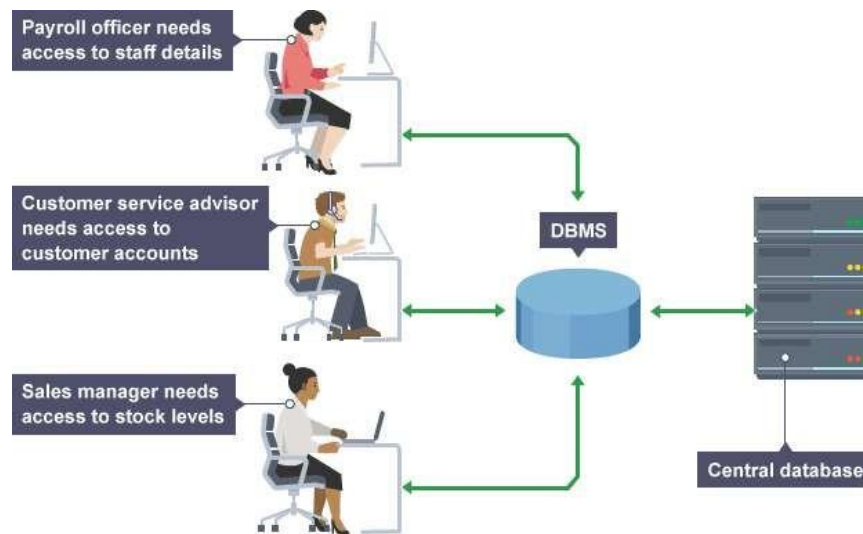 Payroll officer needs
access to staff details
Customer service advisor
needs access to
customer accounts
DBMS
Sales manager needs
access to stock levels
Central database